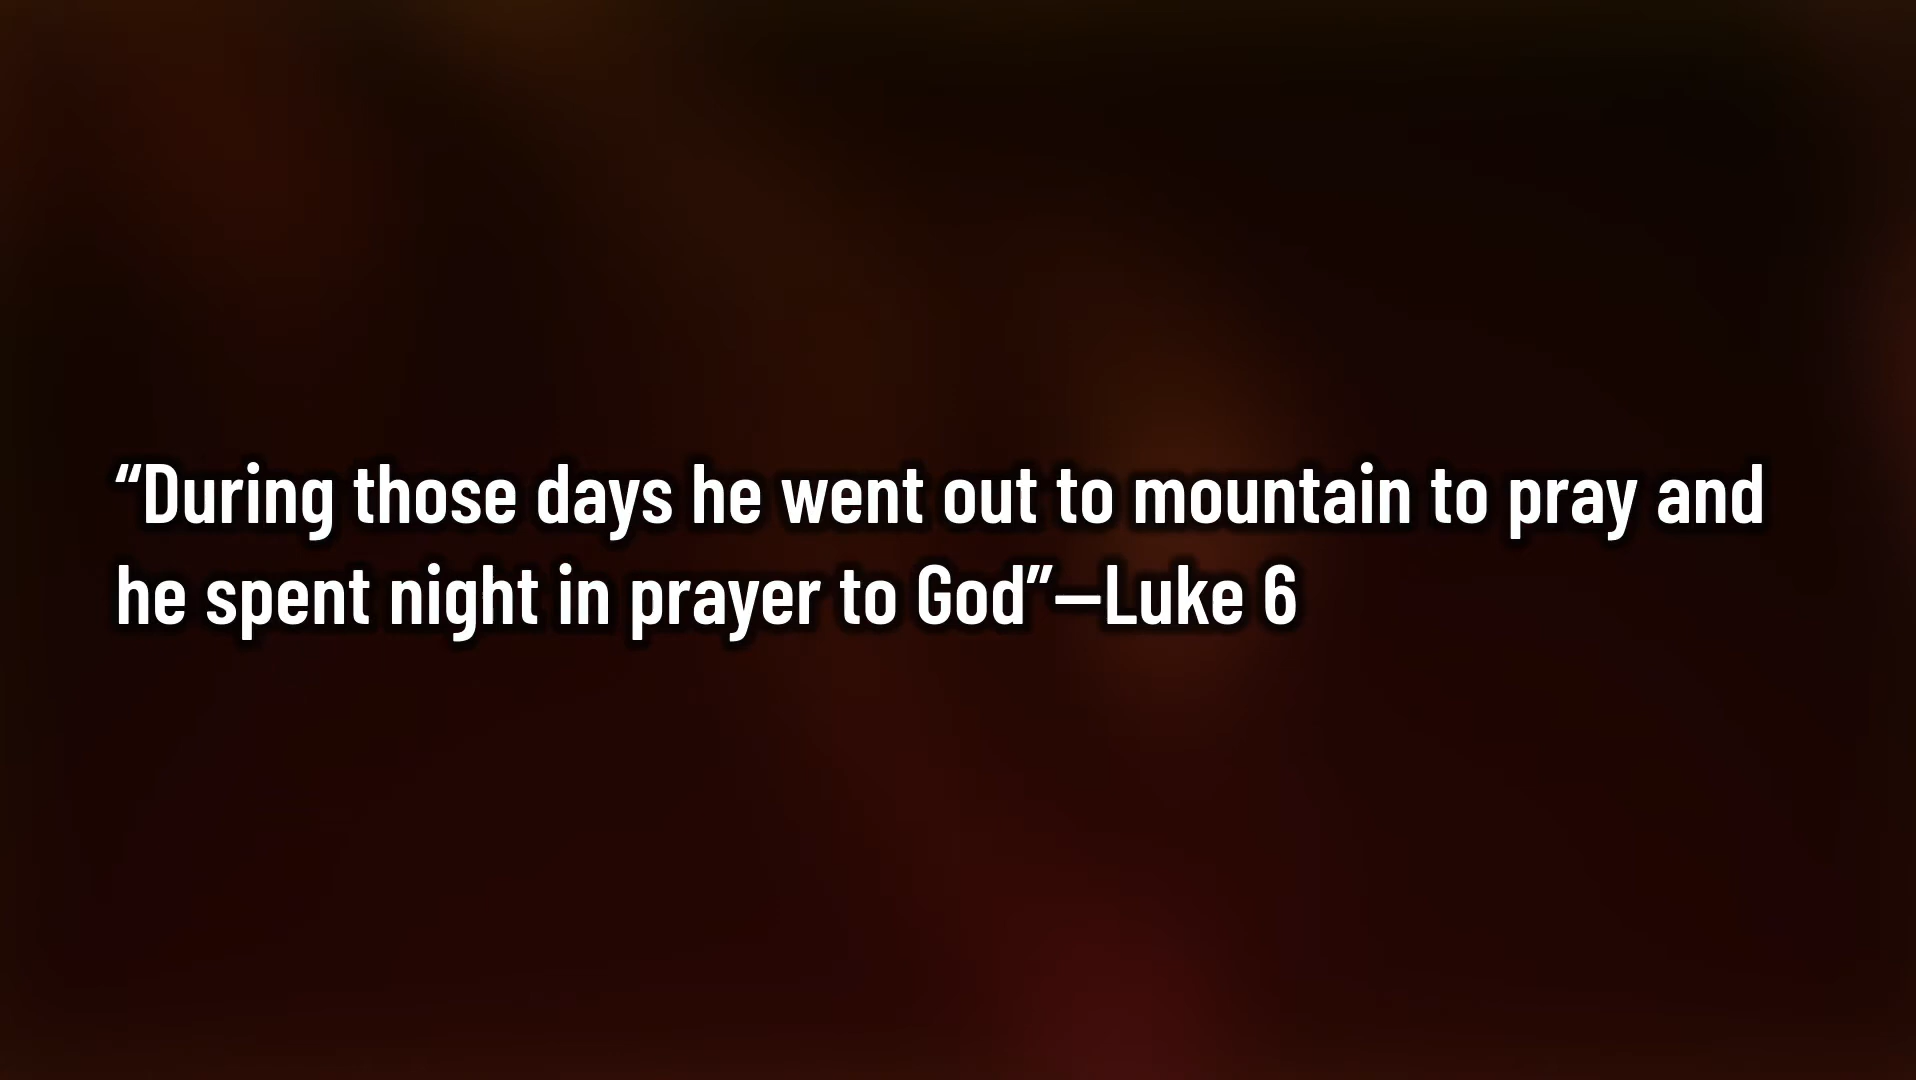 “During those days he went out to mountain to pray and
he spent night in prayer to God”—Luke 6